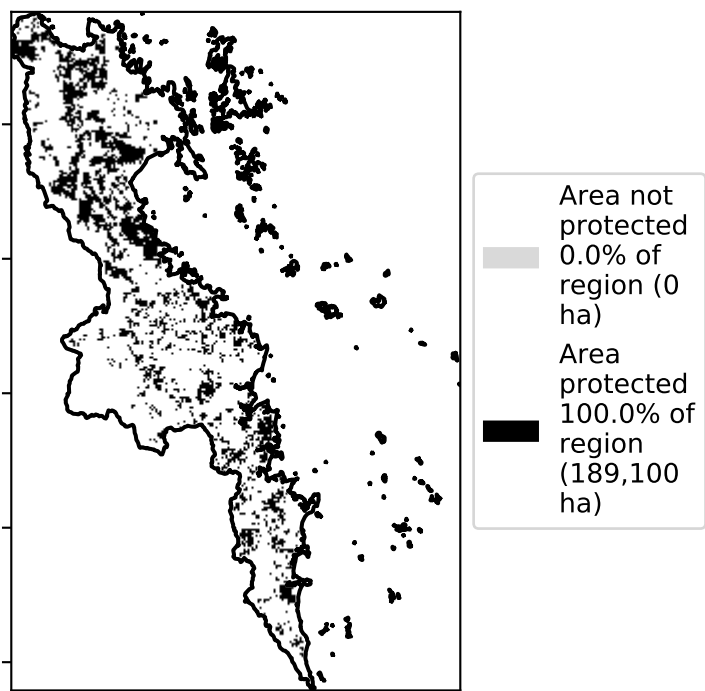 Area not
protected
0.0% of
region (0
ha)
Area
protected
100.0% of
region
(189,100
ha)